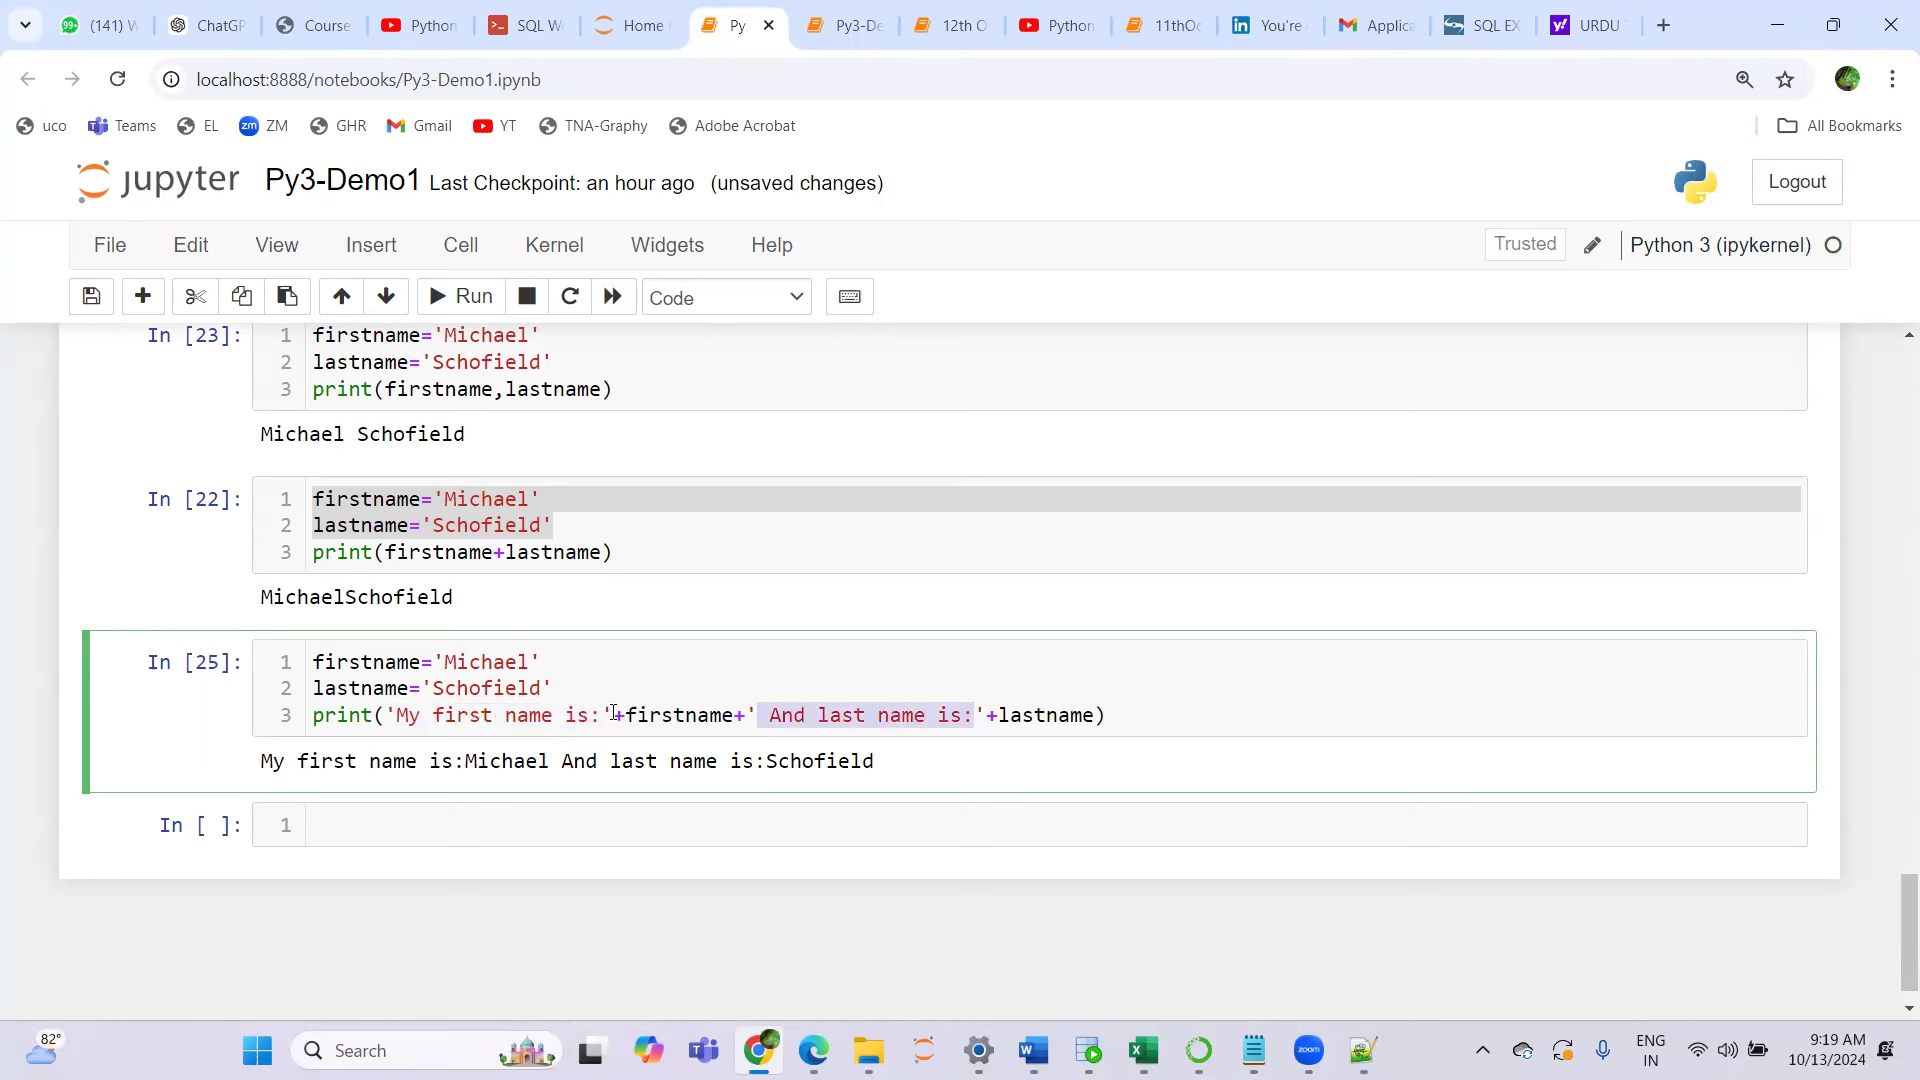 (141) W
ChatGP
Course
Python
SQL W
Home
Py
Py3-De
12th O
Python
11thOc
You're
Applica
SQL EX
URDU
localhost:8888/notebooks/Py3-Demo1.ipynb
uco
Teams
EL
ZM
GHR
Gmail
YT
TNA-Graphy
Adobe Acrobat
All Bookmarks
jupyter Py3-Demo1 Last Checkpoint: an hour ago (unsaved changes)
Logout
File Edit View Insert Cell Kernel Widgets Help
Trusted
Python 3 (ipykernel)
Run
Code
In [23]:
1 firstname='Michael'
2 lastname='Schofield'
3 print(firstname,lastname)
Michael Schofield
In [22]:
1 firstname='Michael'
2 lastname='Schofield'
3 print(firstname+lastname)
MichaelSchofield
In [25]:
1 firstname='Michael'
2 lastname='Schofield'
3 print('My first name is:'+firstname+' And last name is:'+lastname)
My first name is:Michael And last name is:Schofield
In [ ]:
1
82°
Search
zoom
ENG
IN
9:19 AM
10/13/2024